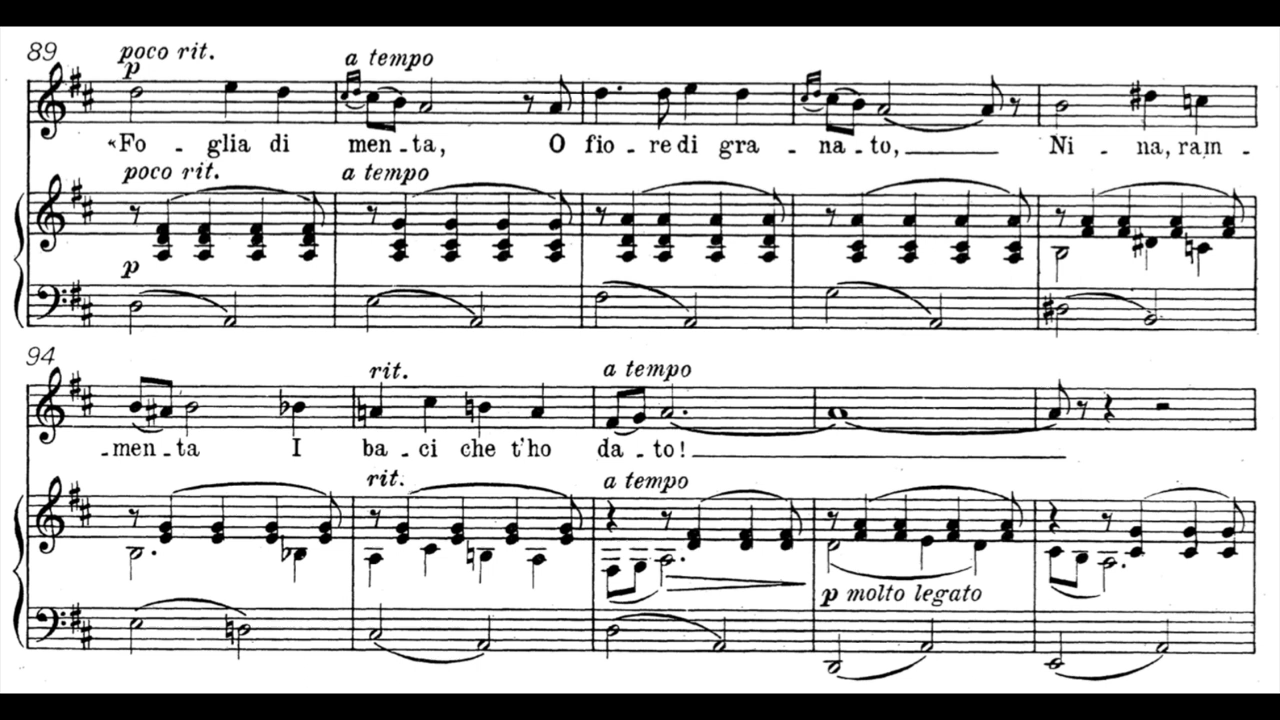 89 poco rit. a tempo
p
«Fo - glia di men - ta, O fio - re di gra - na - to, Ni - na, ram -
poco rit. a tempo
p
94 rit. a tempo
- men - ta I ba - ci che t'ho da - to!
rit. a tempo
p molto legato